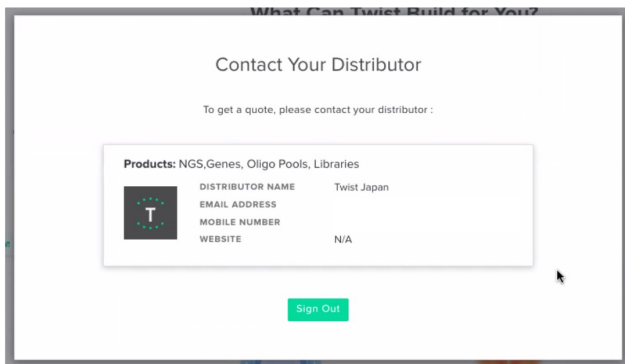 What Can Twist Build for You?
Contact Your Distributor
To get a quote, please contact your distributor :
Products: NGS,Genes, Oligo Pools, Libraries
T
DISTRIBUTOR NAME Twist Japan
EMAIL ADDRESS
MOBILE NUMBER
WEBSITE N/A
Sign Out